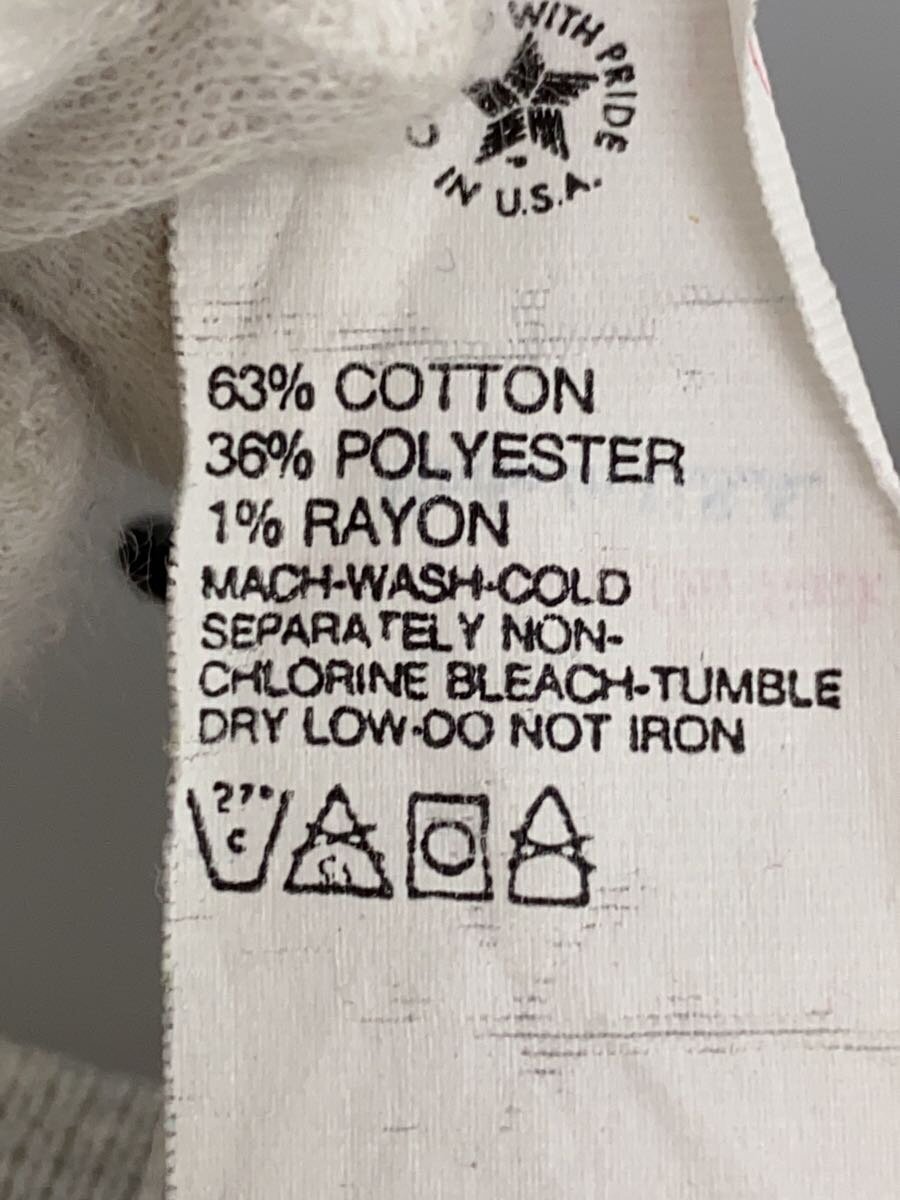 WITH PRIDE
IN U.S.A.
63% COTTON
36% POLYESTER
1% RAYON
MACH-WASH-COLD
SEPARATELY NON-
CHLORINE BLEACH-TUMBLE
DRY LOW-DO NOT IRON
27° C